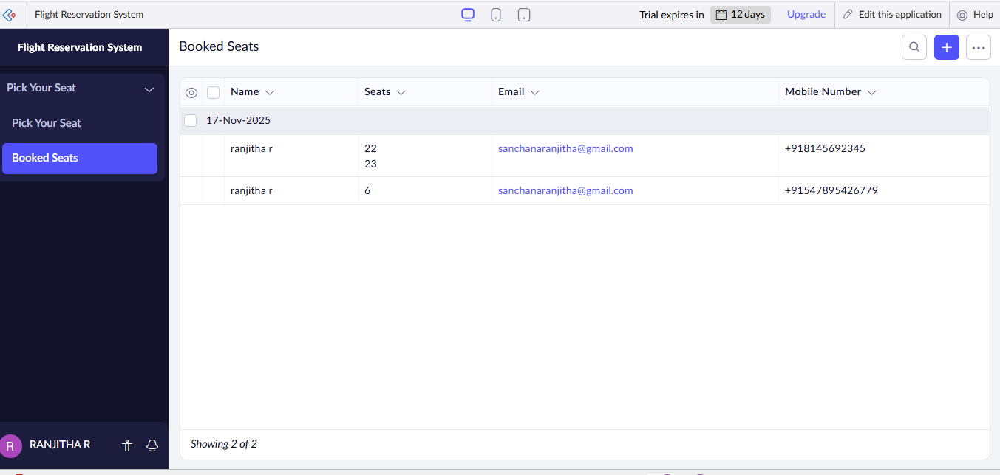 Flight Reservation System
Trial expires in 12 days Upgrade Edit this application Help
Flight Reservation System
Booked Seats
Pick Your Seat
Pick Your Seat
Booked Seats
Name Seats Email Mobile Number
17-Nov-2025
ranjitha r 22 sanchanaranjitha@gmail.com +918145692345
23
ranjitha r 6 sanchanaranjitha@gmail.com +91547895426779
Showing 2 of 2
R RANJITHA R